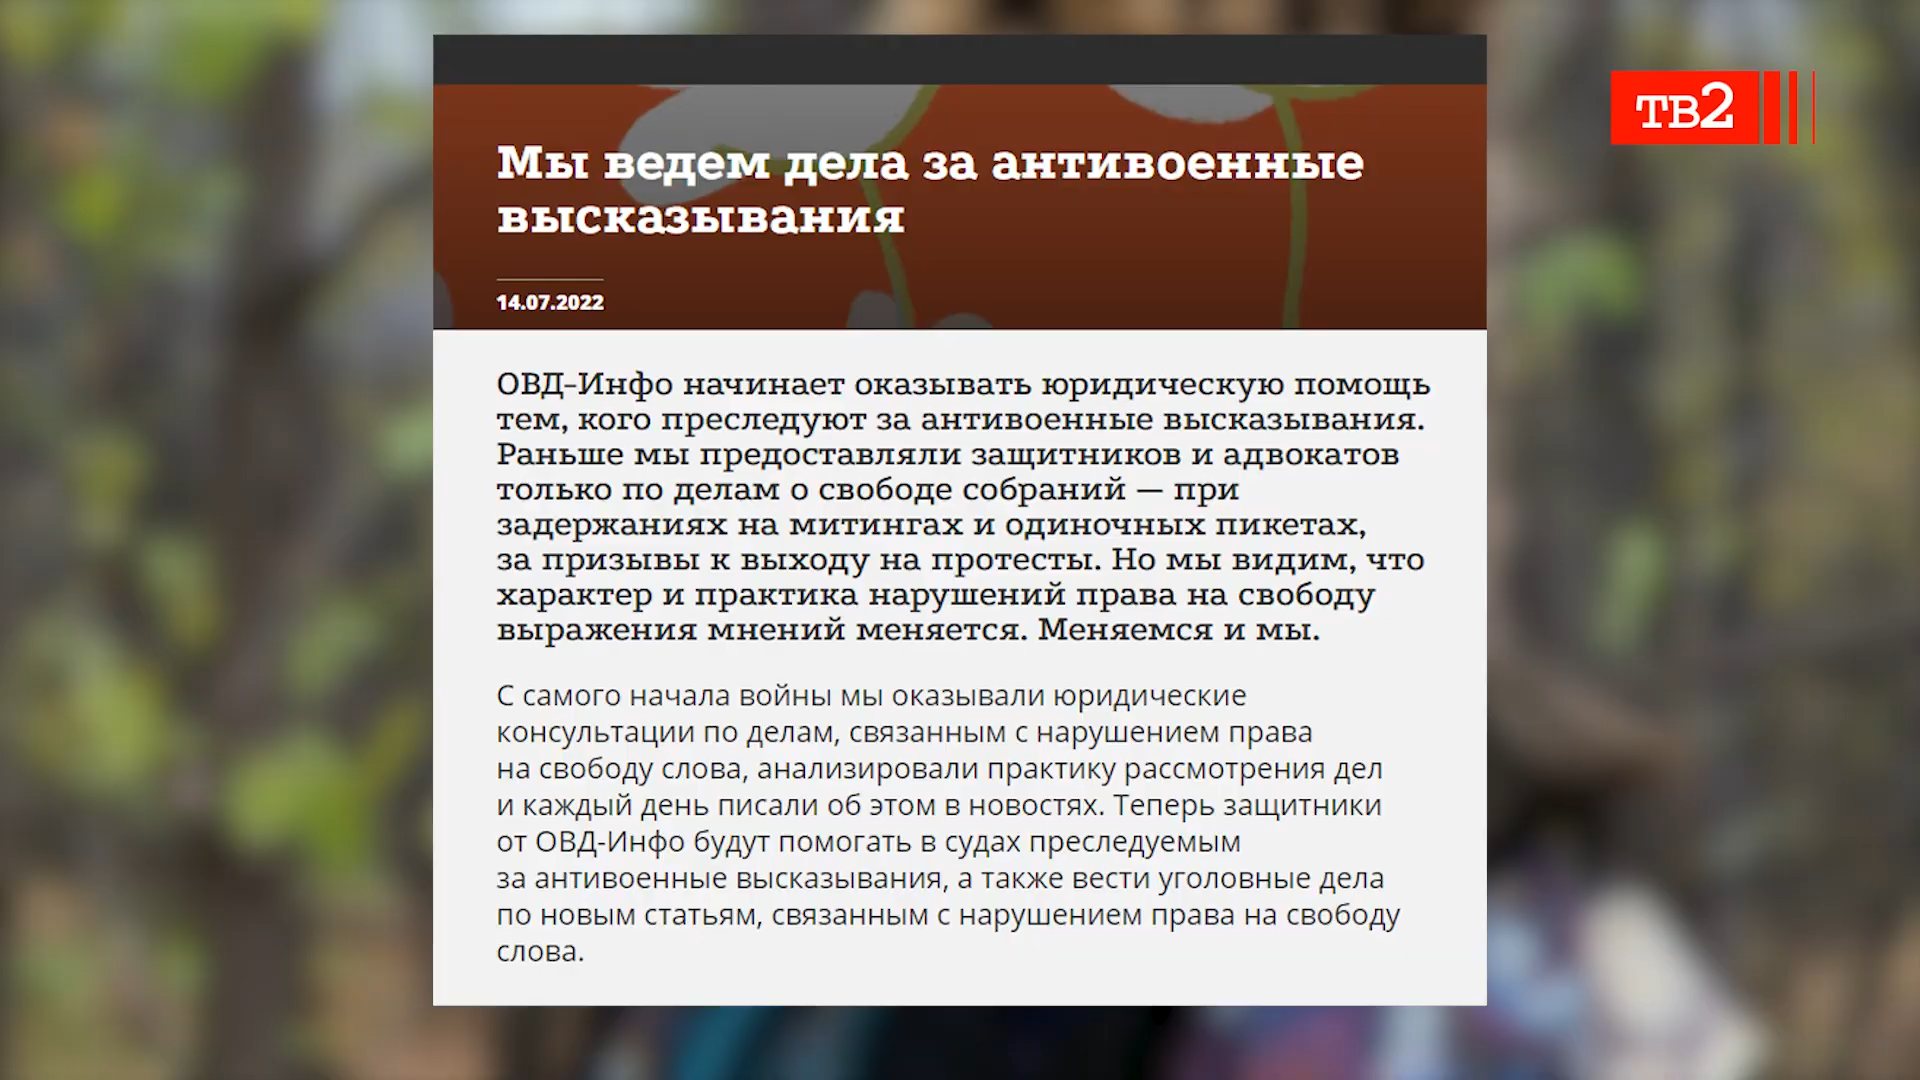 ТВ2
Мы ведем дела за антивоенные
высказывания
14.07.2022
ОВД-Инфо начинает оказывать юридическую помощь
тем, кого преследуют за антивоенные высказывания.
Раньше мы предоставляли защитников и адвокатов
только по делам о свободе собраний — при
задержаниях на митингах и одиночных пикетах,
за призывы к выходу на протесты. Но мы видим, что
характер и практика нарушений права на свободу
выражения мнений меняется. Меняемся и мы.
С самого начала войны мы оказывали юридические
консультации по делам, связанным с нарушением права
на свободу слова, анализировали практику рассмотрения дел
и каждый день писали об этом в новостях. Теперь защитники
от ОВД-Инфо будут помогать в судах преследуемым
за антивоенные высказывания, а также вести уголовные дела
по новым статьям, связанным с нарушением права на свободу
слова.